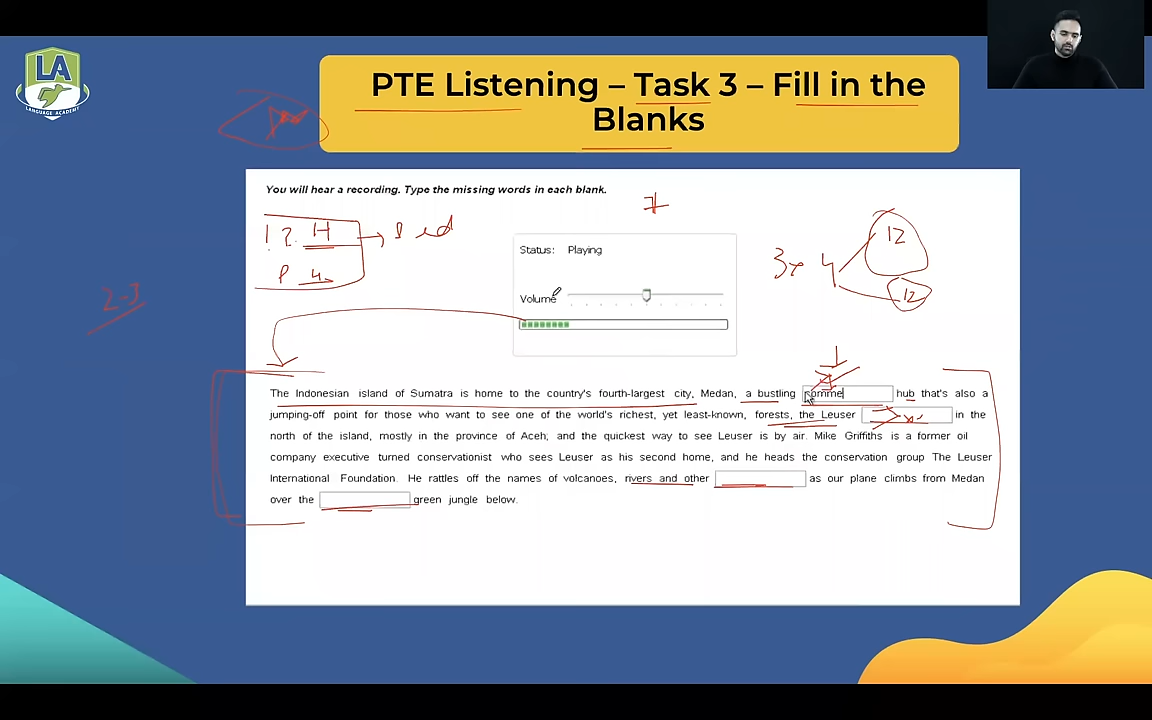 LA
LANGUAGE ACADEMY
PTE Listening – Task 3 – Fill in the
Blanks
You will hear a recording. Type the missing words in each blank.
Status: Playing
Volume
12
3x 4
12
2-3
The Indonesian island of Sumatra is home to the country's fourth-largest city, Medan, a bustling comme hub that's also a
jumping-off point for those who want to see one of the world's richest, yet least-known, forests, the Leuser in the
north of the island, mostly in the province of Aceh; and the quickest way to see Leuser is by air. Mike Griffiths is a former oil
company executive turned conservationist who sees Leuser as his second home, and he heads the conservation group The Leuser
International Foundation. He rattles off the names of volcanoes, rivers and other as our plane climbs from Medan
over the green jungle below.